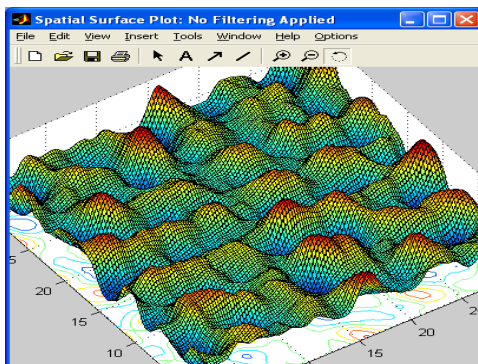 Spatial Surface Plot: No Filtering Applied
File Edit View Insert Tools Window Help Options
A
20
15
10
15
20